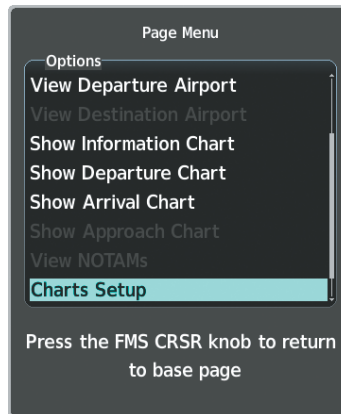 Page Menu
Options
View Departure Airport
View Destination Airport
Show Information Chart
Show Departure Chart
Show Arrival Chart
Show Approach Chart
View NOTAMs
Charts Setup
Press the FMS CRSR knob to return
to base page